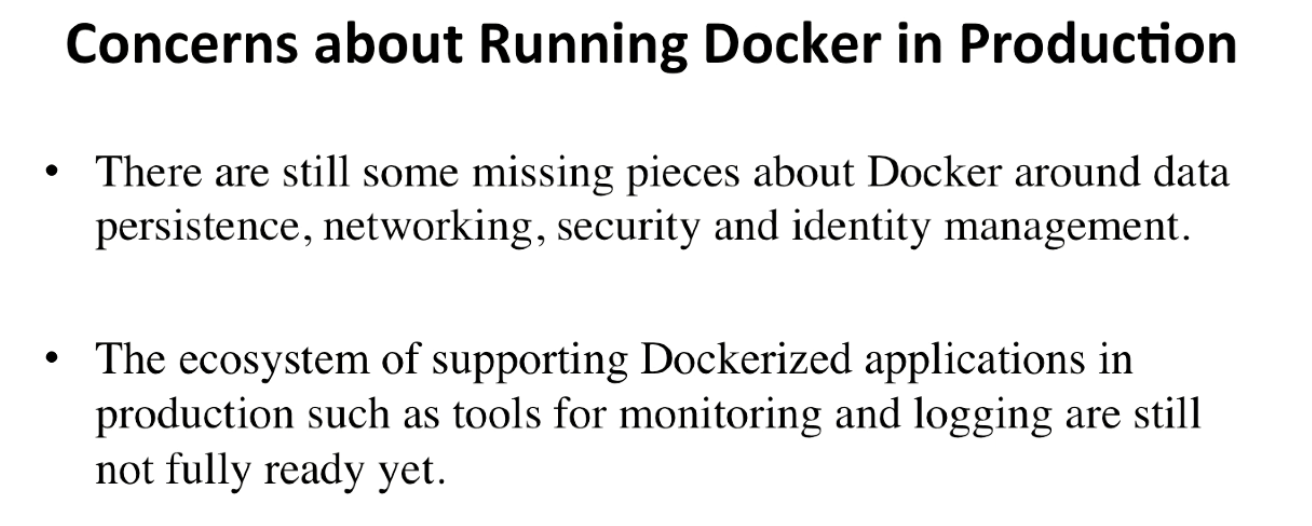 Concerns about Running Docker in Production
• There are still some missing pieces about Docker around data
persistence, networking, security and identity management.
• The ecosystem of supporting Dockerized applications in
production such as tools for monitoring and logging are still
not fully ready yet.